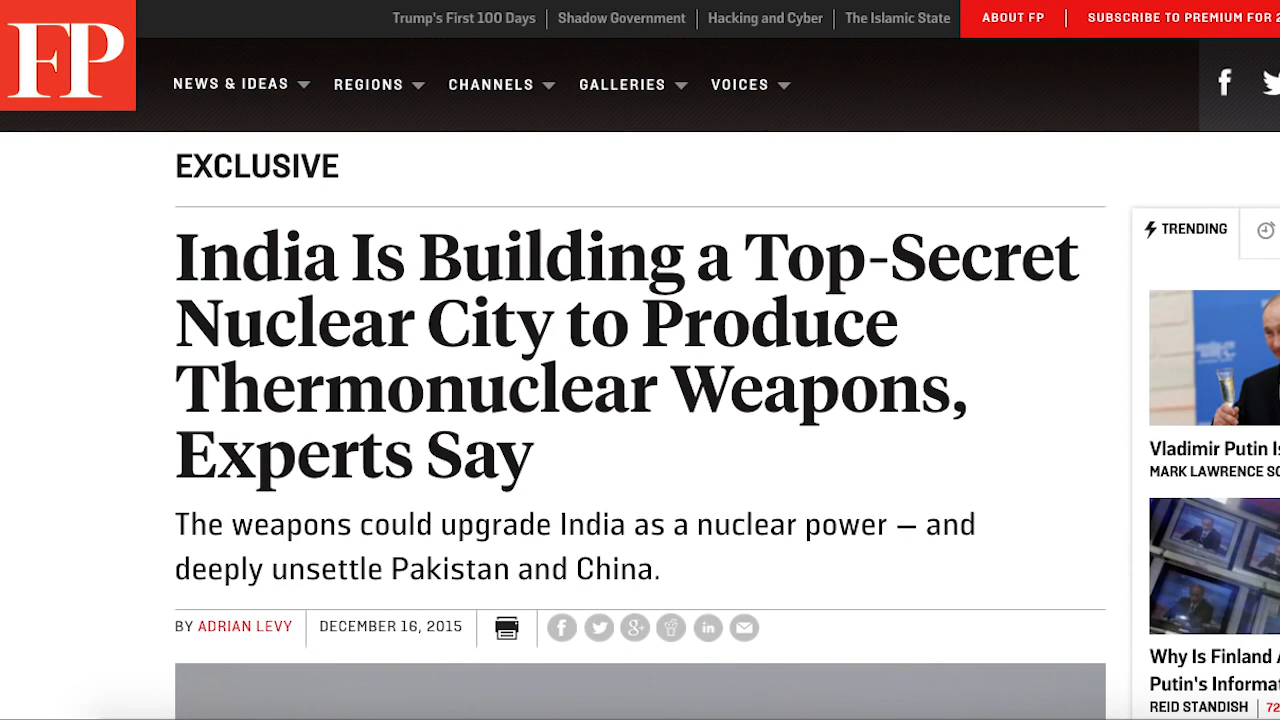 FP
Trump's First 100 Days
Shadow Government
Hacking and Cyber
The Islamic State
ABOUT FP
SUBSCRIBE TO PREMIUM FOR
NEWS & IDEAS
REGIONS
CHANNELS
GALLERIES
VOICES
EXCLUSIVE
India Is Building a Top-Secret
Nuclear City to Produce
Thermonuclear Weapons,
Experts Say
The weapons could upgrade India as a nuclear power — and
deeply unsettle Pakistan and China.
BY ADRIAN LEVY
DECEMBER 16, 2015
TRENDING
Vladimir Putin
MARK LAWRENCE
Why Is Finland
Putin's
REID STANDISH